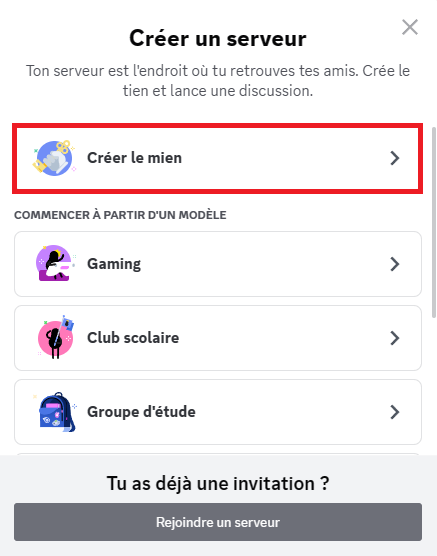 Créer un serveur
Ton serveur est l'endroit où tu retrouves tes amis. Crée le
tien et lance une discussion.
Créer le mien
COMMENCER À PARTIR D'UN MODÈLE
Gaming
Club scolaire
Groupe d'étude
Tu as déjà une invitation ?
Rejoindre un serveur